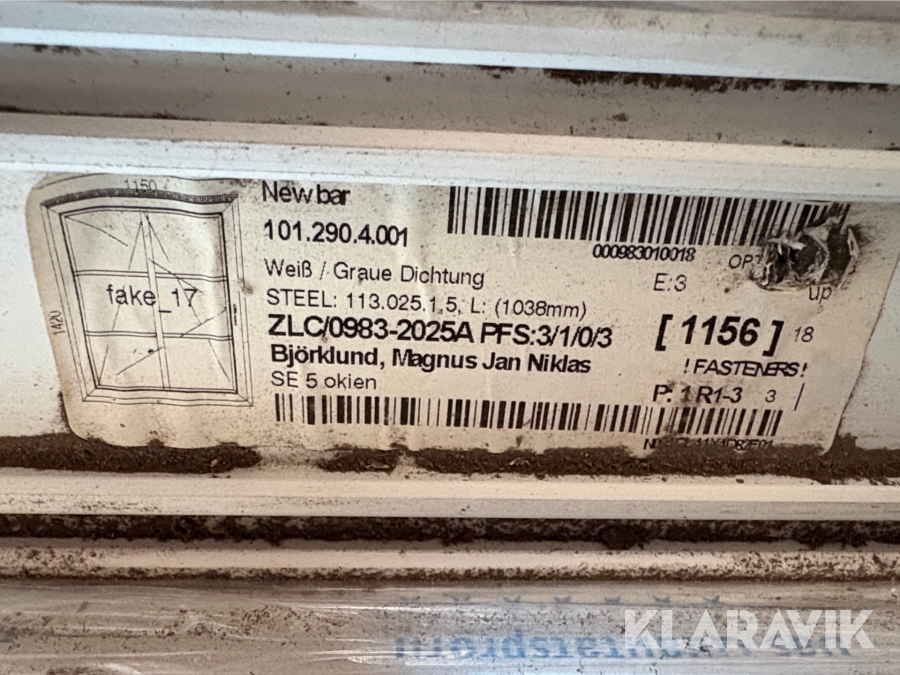 1150
1420
fake_17
New bar
101.290.4.001
Weiß / Graue Dichtung
STEEL: 113.025.1,5, L: (1038mm)
ZLC/0983-2025A PFS:3/1/0/3
Björklund, Magnus Jan Niklas
SE 5 okien
000983010018
E:3
up
[ 1156 ] 18
! FASTENERS !
P: 1 R1-3 3 |
KLARAVIK